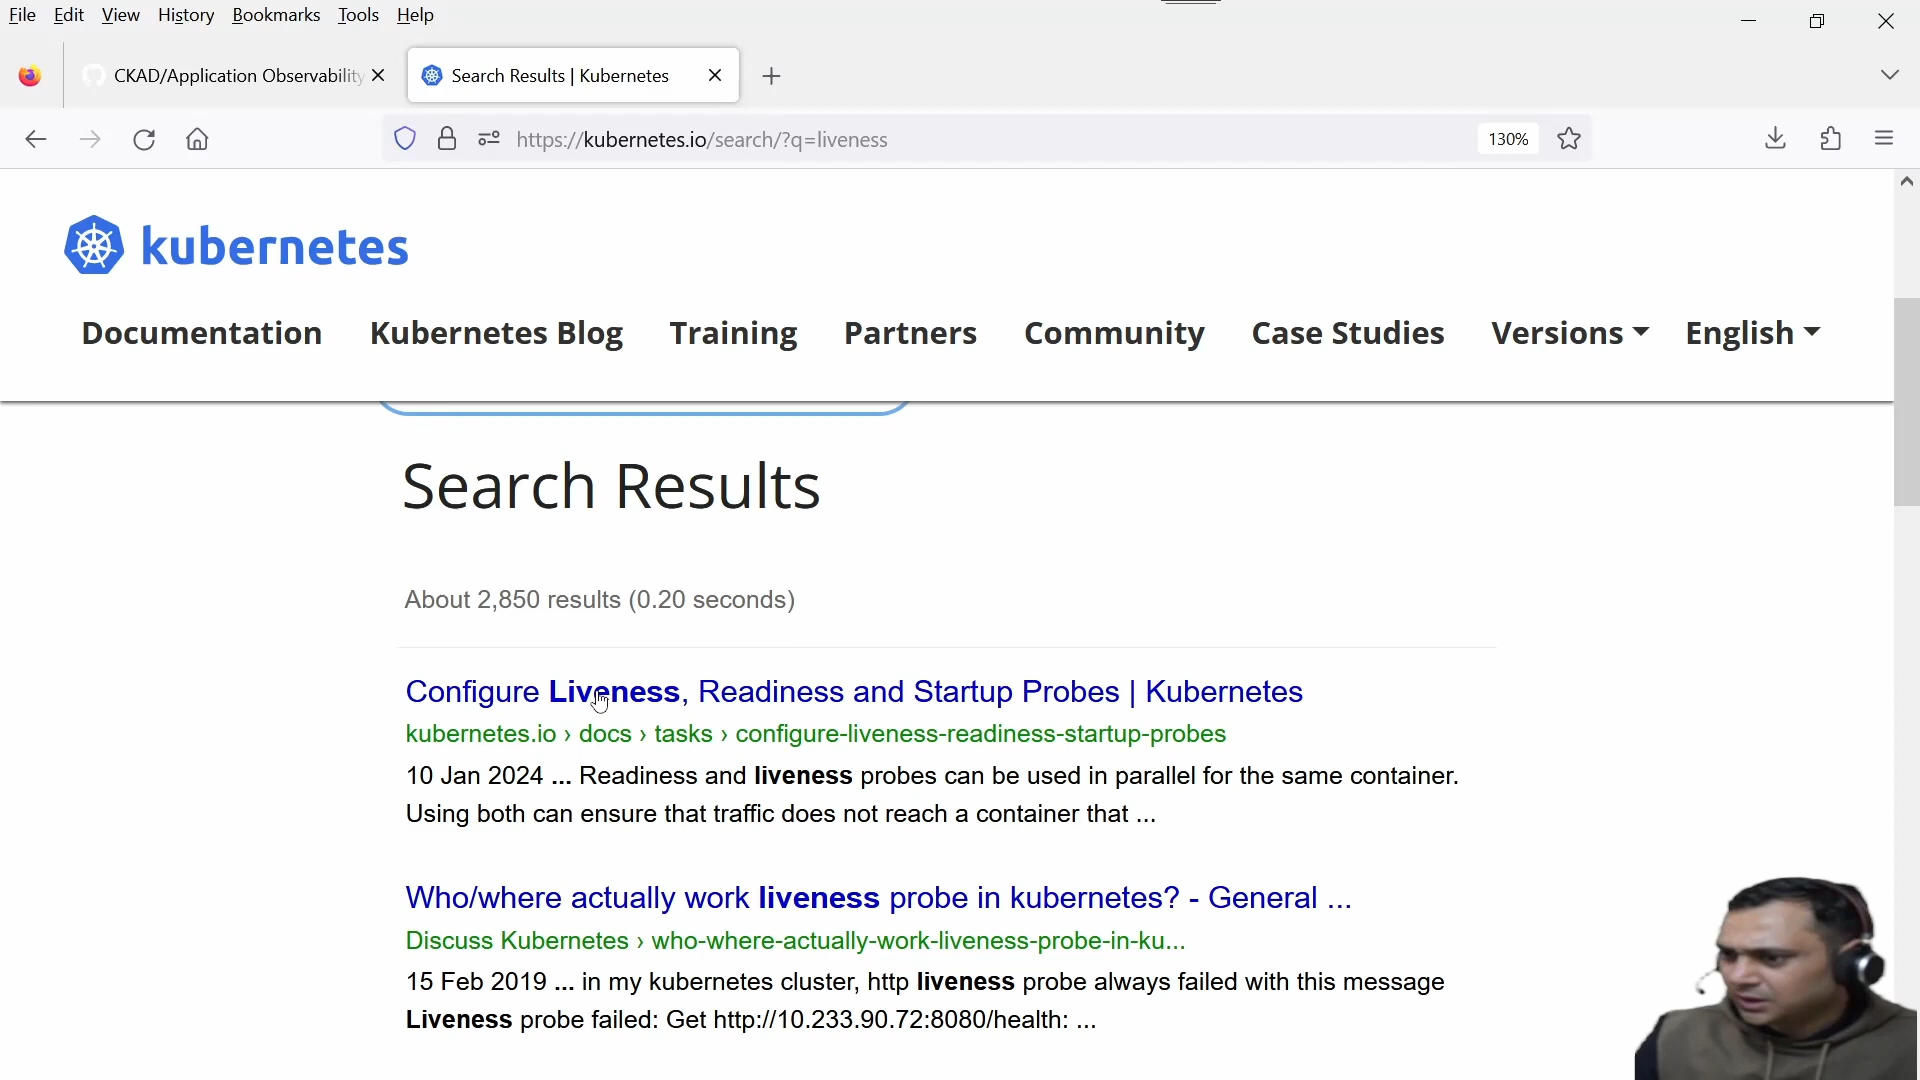 File Edit View History Bookmarks Tools Help
CKAD/Application Observability
Search Results | Kubernetes
https://kubernetes.io/search/?q=liveness
130%
kubernetes
Documentation Kubernetes Blog Training Partners Community Case Studies Versions English
Search Results
About 2,850 results (0.20 seconds)
Configure Liveness, Readiness and Startup Probes | Kubernetes
kubernetes.io › docs › tasks › configure-liveness-readiness-startup-probes
10 Jan 2024 ... Readiness and liveness probes can be used in parallel for the same container.
Using both can ensure that traffic does not reach a container that ...
Who/where actually work liveness probe in kubernetes? - General ...
Discuss Kubernetes › who-where-actually-work-liveness-probe-in-ku...
15 Feb 2019 ... in my kubernetes cluster, http liveness probe always failed with this message
Liveness probe failed: Get http://10.233.90.72:8080/health: ...